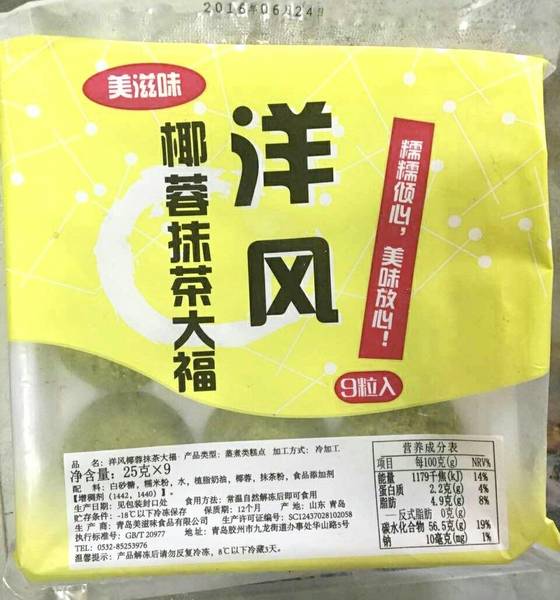 2016年06月24日
美滋味
洋风
椰蓉抹茶大福
糯糯倾心，美味放心！
9粒入
品 名：洋风椰蓉抹茶大福 产品类型：蒸煮类糕点 加工方式：冷加工
净含量：25克×9
配 料：白砂糖，糯米粉，水，植脂奶油，椰蓉，抹茶粉，食品添加剂
【增稠剂（1442，1440）】。
生产日期：见包装封口处 食用方法：常温自然解冻后即可食用
贮存条件：-18℃以下冷冻保存 保质期：12个月 产 地：山东 青岛
生 产 商：青岛美滋味食品有限公司 生产许可证编号：SC12437028102058
执行标准号：GB/T 20977 地址：青岛胶州市九龙街道办事处华山路5号
TEL：0532-85253976
温馨提示：产品解冻后请勿反复冷冻，8℃以下冷藏3天。
营养成分表
项目 每100克(g) NRV%
能量 1179千焦(kJ) 14%
蛋白质 2.2克(g) 4%
脂肪 4.9克(g) 8%
—反式脂肪 0克(g)
碳水化合物 56.5克(g) 19%
钠 10毫克(mg) 1%